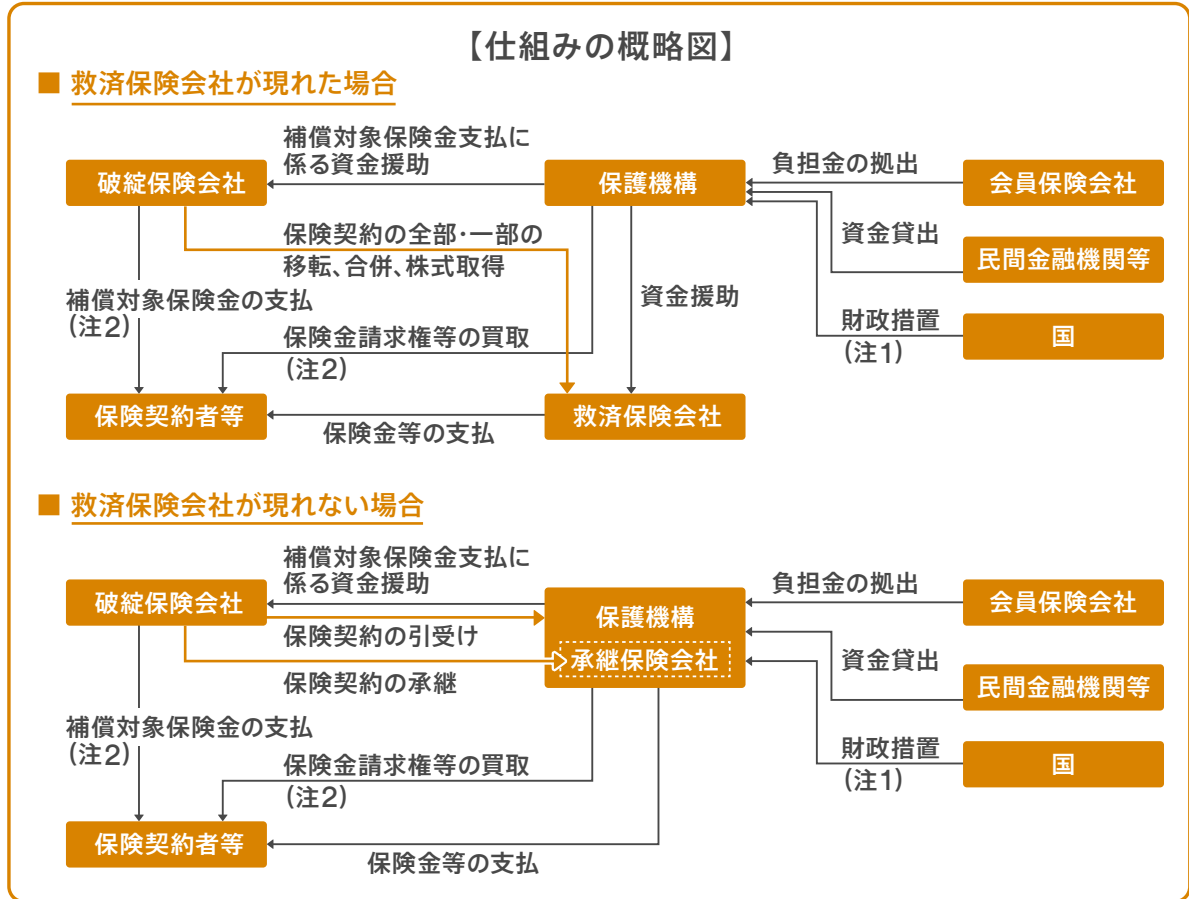 【仕組みの概略図】
■ 救済保険会社が現れた場合
補償対象保険金支払に
係る資金援助
破綻保険会社
保護機構
負担金の拠出
会員保険会社
保険契約の全部・一部の
移転、合併、株式取得
資金貸出
民間金融機関等
補償対象保険金の支払
(注2)
資金援助
保険金請求権等の買取
(注2)
財政措置
(注1)
国
保険契約者等
保険金等の支払
救済保険会社
■ 救済保険会社が現れない場合
補償対象保険金支払に
係る資金援助
破綻保険会社
保護機構
承継保険会社
負担金の拠出
会員保険会社
保険契約の引受け
保険契約の承継
資金貸出
民間金融機関等
補償対象保険金の支払
(注2)
保険金請求権等の買取
(注2)
財政措置
(注1)
国
保険契約者等
保険金等の支払